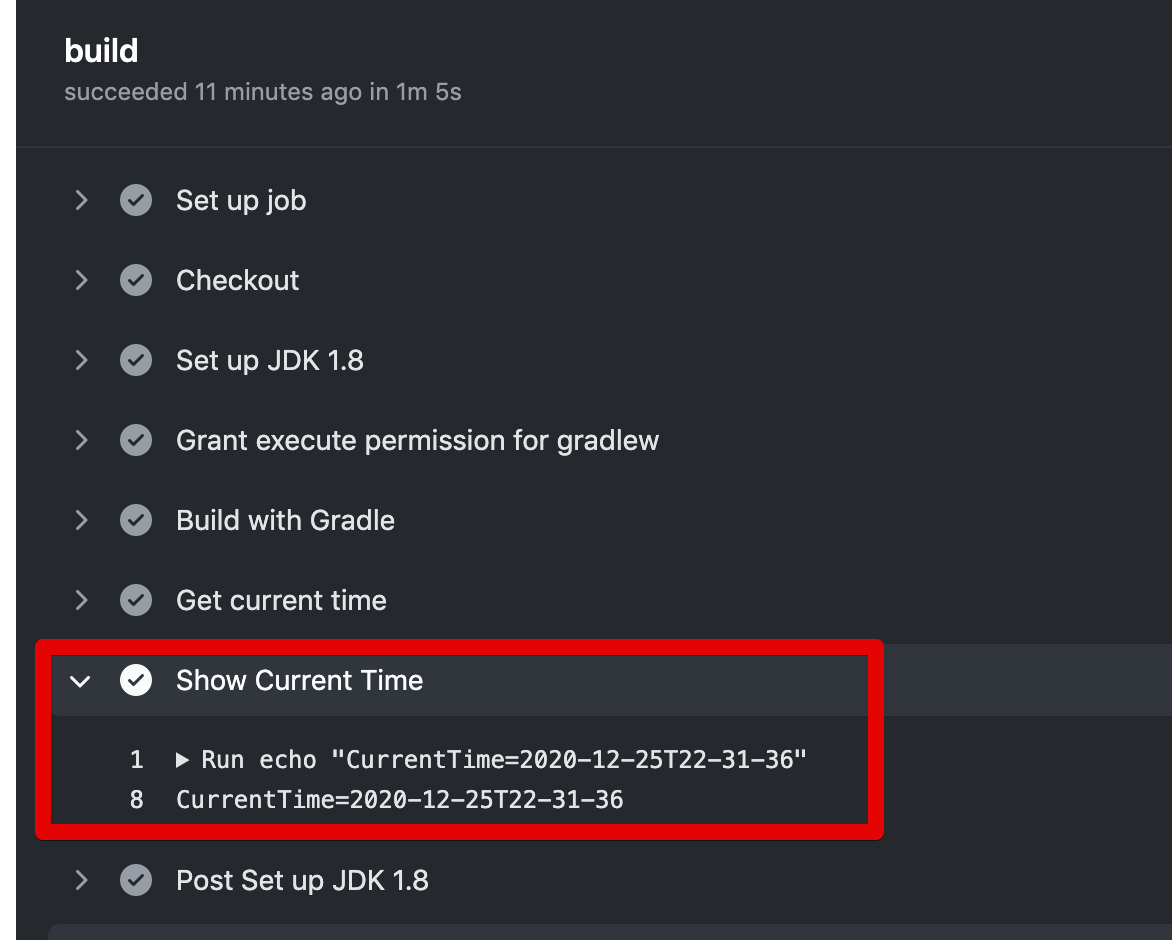 build
succeeded 11 minutes ago in 1m 5s
Set up job
Checkout
Set up JDK 1.8
Grant execute permission for gradlew
Build with Gradle
Get current time
Show Current Time
1 ▶ Run echo "CurrentTime=2020-12-25T22-31-36"
8 CurrentTime=2020-12-25T22-31-36
Post Set up JDK 1.8